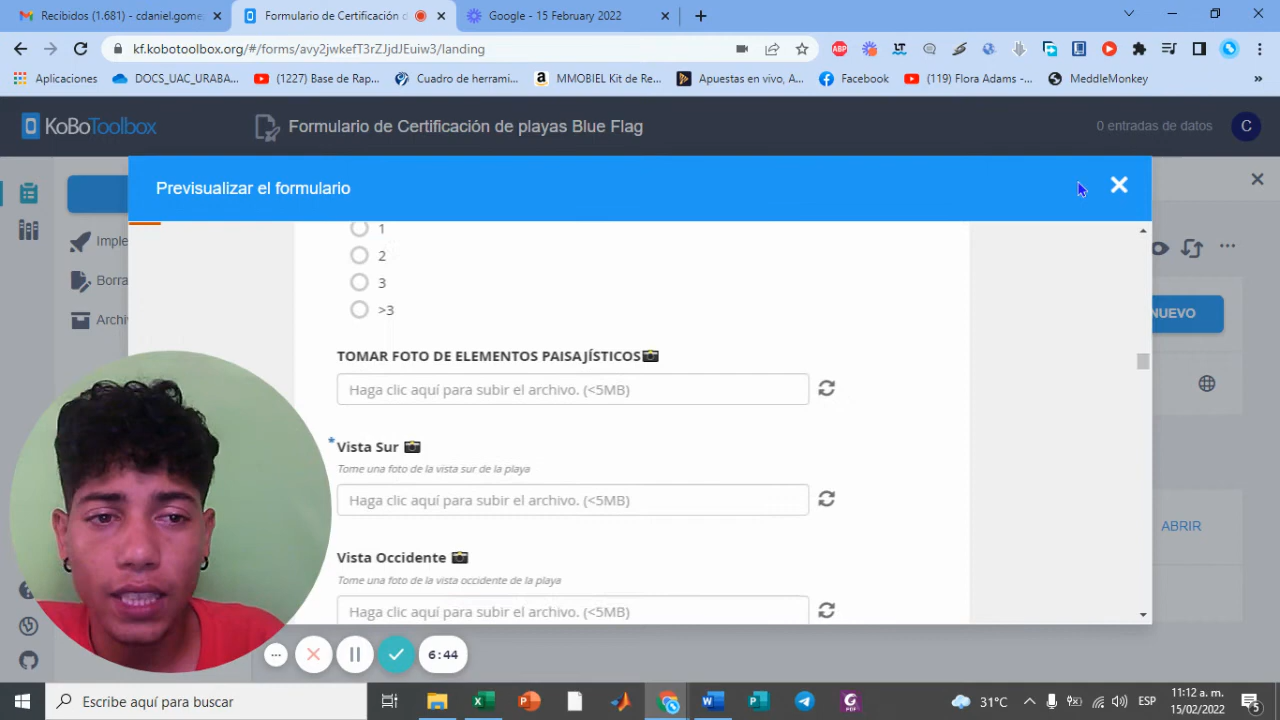 Recibidos (1.681) - cdaniel.gome
Formulario de Certificación d
Google - 15 February 2022
kf.kobotoolbox.org/#/forms/avy2jwkefT3rZJjdJEuiw3/landing
ABP
Aplicaciones
DOCS_UAC_URABA...
(1227) Base de Rap...
Cuadro de herrami...
MMOBIEL Kit de Re...
Apuestas en vivo, A...
Facebook
(119) Flora Adams -...
MeddleMonkey
»
KoBoToolbox
Formulario de Certificación de playas Blue Flag
0 entradas de datos
C
Previsualizar el formulario
NUEVO
Imple
Borra
Archi
1
2
3
>3
TOMAR FOTO DE ELEMENTOS PAISAJÍSTICOS
Haga clic aquí para subir el archivo. (<5MB)
* Vista Sur
Tome una foto de la vista sur de la playa
Haga clic aquí para subir el archivo. (<5MB)
ABRIR
Vista Occidente
Tome una foto de la vista occidente de la playa
Haga clic aquí para subir el archivo. (<5MB)
6:44
Escribe aquí para buscar
31°C
ESP
11:12 a. m.
15/02/2022
5